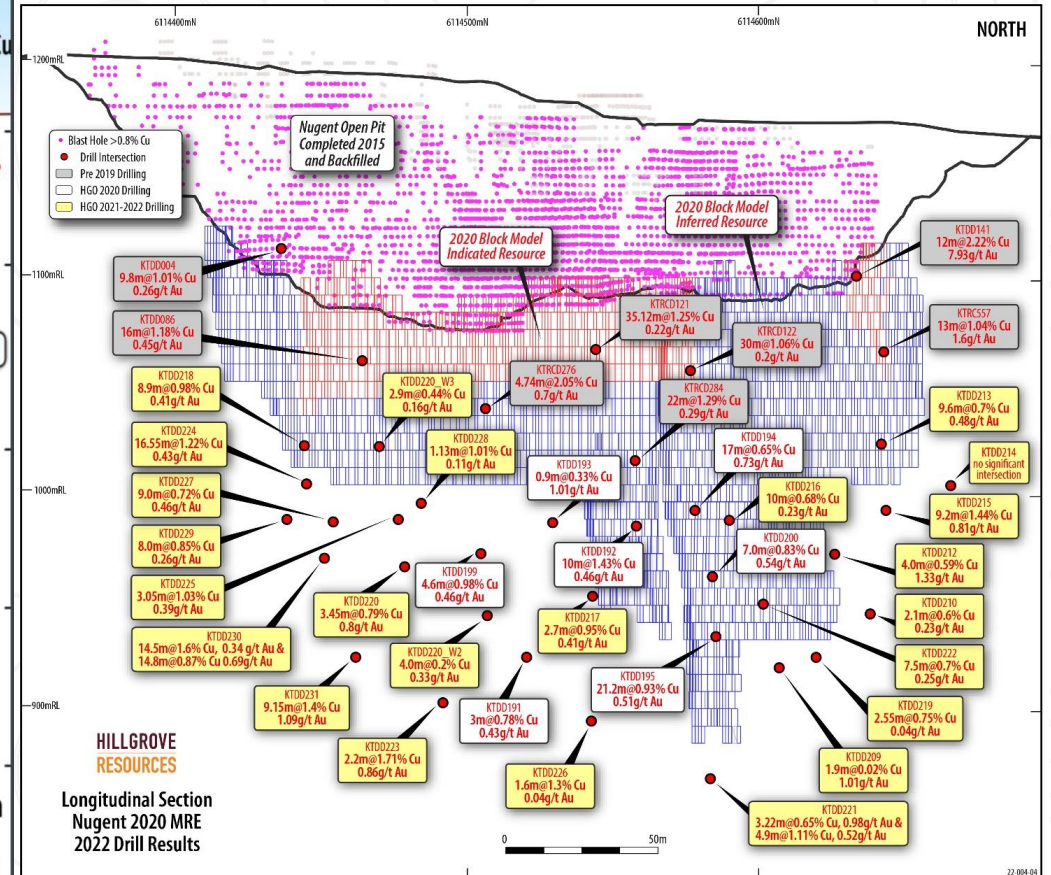 6114400mN
6114500mN
6114600mN
NORTH
1200mRL
Blast Hole >0.8% Cu
Drill Intersection
Pre 2019 Drilling
HGO 2020 Drilling
HGO 2021-2022 Drilling
Nugent Open Pit
Completed 2015
and Backfilled
2020 Block Model
Inferred Resource
2020 Block Model
Indicated Resource
KTDD141
12m@2.22% Cu
7.93g/t Au
KTDD004
9.8m@1.01% Cu
0.26g/t Au
1100mRL
KTDD086
16m@1.18% Cu
0.45g/t Au
KTRCD121
35.12m@1.25% Cu
0.22g/t Au
KTRCD122
30m@1.06% Cu
0.2g/t Au
KTRC557
13m@1.04% Cu
1.6g/t Au
KTDD218
8.9m@0.98% Cu
0.41g/t Au
KTDD220_W3
2.9m@0.44% Cu
0.16g/t Au
KTRCD276
4.74m@2.05% Cu
0.7g/t Au
KTRCD284
22m@1.29% Cu
0.29g/t Au
KTDD213
9.6m@0.7% Cu
0.48g/t Au
KTDD224
16.55m@1.22% Cu
0.43g/t Au
KTDD228
1.13m@1.01% Cu
0.11g/t Au
KTDD193
0.9m@0.33% Cu
1.01g/t Au
KTDD194
17m@0.65% Cu
0.73g/t Au
KTDD214
no significant
intersection
KTDD227
9.0m@0.72% Cu
0.46g/t Au
1000mRL
KTDD216
10m@0.68% Cu
0.23g/t Au
KTDD215
9.2m@1.44% Cu
0.81g/t Au
KTDD229
8.0m@0.85% Cu
0.26g/t Au
KTDD192
10m@1.43% Cu
0.46g/t Au
KTDD200
7.0m@0.83% Cu
0.54g/t Au
KTDD212
4.0m@0.59% Cu
1.33g/t Au
KTDD225
3.05m@1.03% Cu
0.39g/t Au
KTDD199
4.6m@0.98% Cu
0.46g/t Au
KTDD220
3.45m@0.79% Cu
0.8g/t Au
KTDD217
2.7m@0.95% Cu
0.41g/t Au
KTDD210
2.1m@0.6% Cu
0.23g/t Au
KTDD230
14.5m@1.6% Cu, 0.34 g/t Au &
14.8m@0.87% Cu 0.69g/t Au
KTDD220_W2
4.0m@0.2% Cu
0.33g/t Au
KTDD222
7.5m@0.7% Cu
0.25g/t Au
KTDD231
9.15m@1.4% Cu
1.09g/t Au
KTDD191
3m@0.78% Cu
0.43g/t Au
KTDD195
21.2m@0.93% Cu
0.51g/t Au
KTDD219
2.55m@0.75% Cu
0.04g/t Au
900mRL
KTDD223
2.2m@1.71% Cu
0.86g/t Au
KTDD226
1.6m@1.3% Cu
0.04g/t Au
KTDD209
1.9m@0.02% Cu
1.01g/t Au
KTDD221
3.22m@0.65% Cu, 0.98g/t Au &
4.9m@1.11% Cu, 0.52g/t Au
HILLGROVE
RESOURCES
Longitudinal Section
Nugent 2020 MRE
2022 Drill Results
0
50m
22-004-04